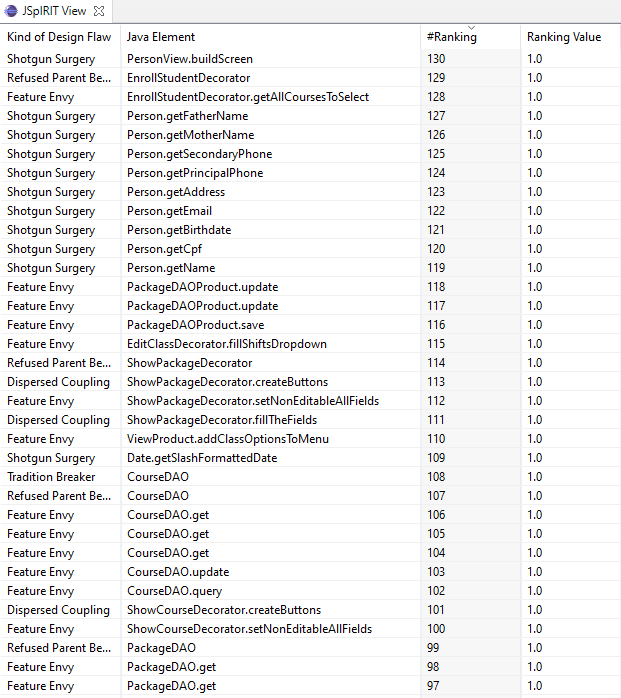 JSpIRIT View
Kind of Design Flaw Java Element #Ranking Ranking Value
Shotgun Surgery PersonView.buildScreen 130 1.0
Refused Parent Be... EnrollStudentDecorator 129 1.0
Feature Envy EnrollStudentDecorator.getAllCoursesToSelect 128 1.0
Shotgun Surgery Person.getFatherName 127 1.0
Shotgun Surgery Person.getMotherName 126 1.0
Shotgun Surgery Person.getSecondaryPhone 125 1.0
Shotgun Surgery Person.getPrincipalPhone 124 1.0
Shotgun Surgery Person.getAddress 123 1.0
Shotgun Surgery Person.getEmail 122 1.0
Shotgun Surgery Person.getBirthdate 121 1.0
Shotgun Surgery Person.getCpf 120 1.0
Shotgun Surgery Person.getName 119 1.0
Feature Envy PackageDAOProduct.update 118 1.0
Feature Envy PackageDAOProduct.update 117 1.0
Feature Envy PackageDAOProduct.save 116 1.0
Feature Envy EditClassDecorator.fillShiftsDropdown 115 1.0
Refused Parent Be... ShowPackageDecorator 114 1.0
Dispersed Coupling ShowPackageDecorator.createButtons 113 1.0
Feature Envy ShowPackageDecorator.setNonEditableAllFields 112 1.0
Dispersed Coupling ShowPackageDecorator.fillTheFields 111 1.0
Feature Envy ViewProduct.addClassOptionsToMenu 110 1.0
Shotgun Surgery Date.getSlashFormattedDate 109 1.0
Tradition Breaker CourseDAO 108 1.0
Refused Parent Be... CourseDAO 107 1.0
Feature Envy CourseDAO.get 106 1.0
Feature Envy CourseDAO.get 105 1.0
Feature Envy CourseDAO.get 104 1.0
Feature Envy CourseDAO.update 103 1.0
Feature Envy CourseDAO.query 102 1.0
Dispersed Coupling ShowCourseDecorator.createButtons 101 1.0
Feature Envy ShowCourseDecorator.setNonEditableAllFields 100 1.0
Refused Parent Be... PackageDAO 99 1.0
Feature Envy PackageDAO.get 98 1.0
Feature Envy PackageDAO.get 97 1.0